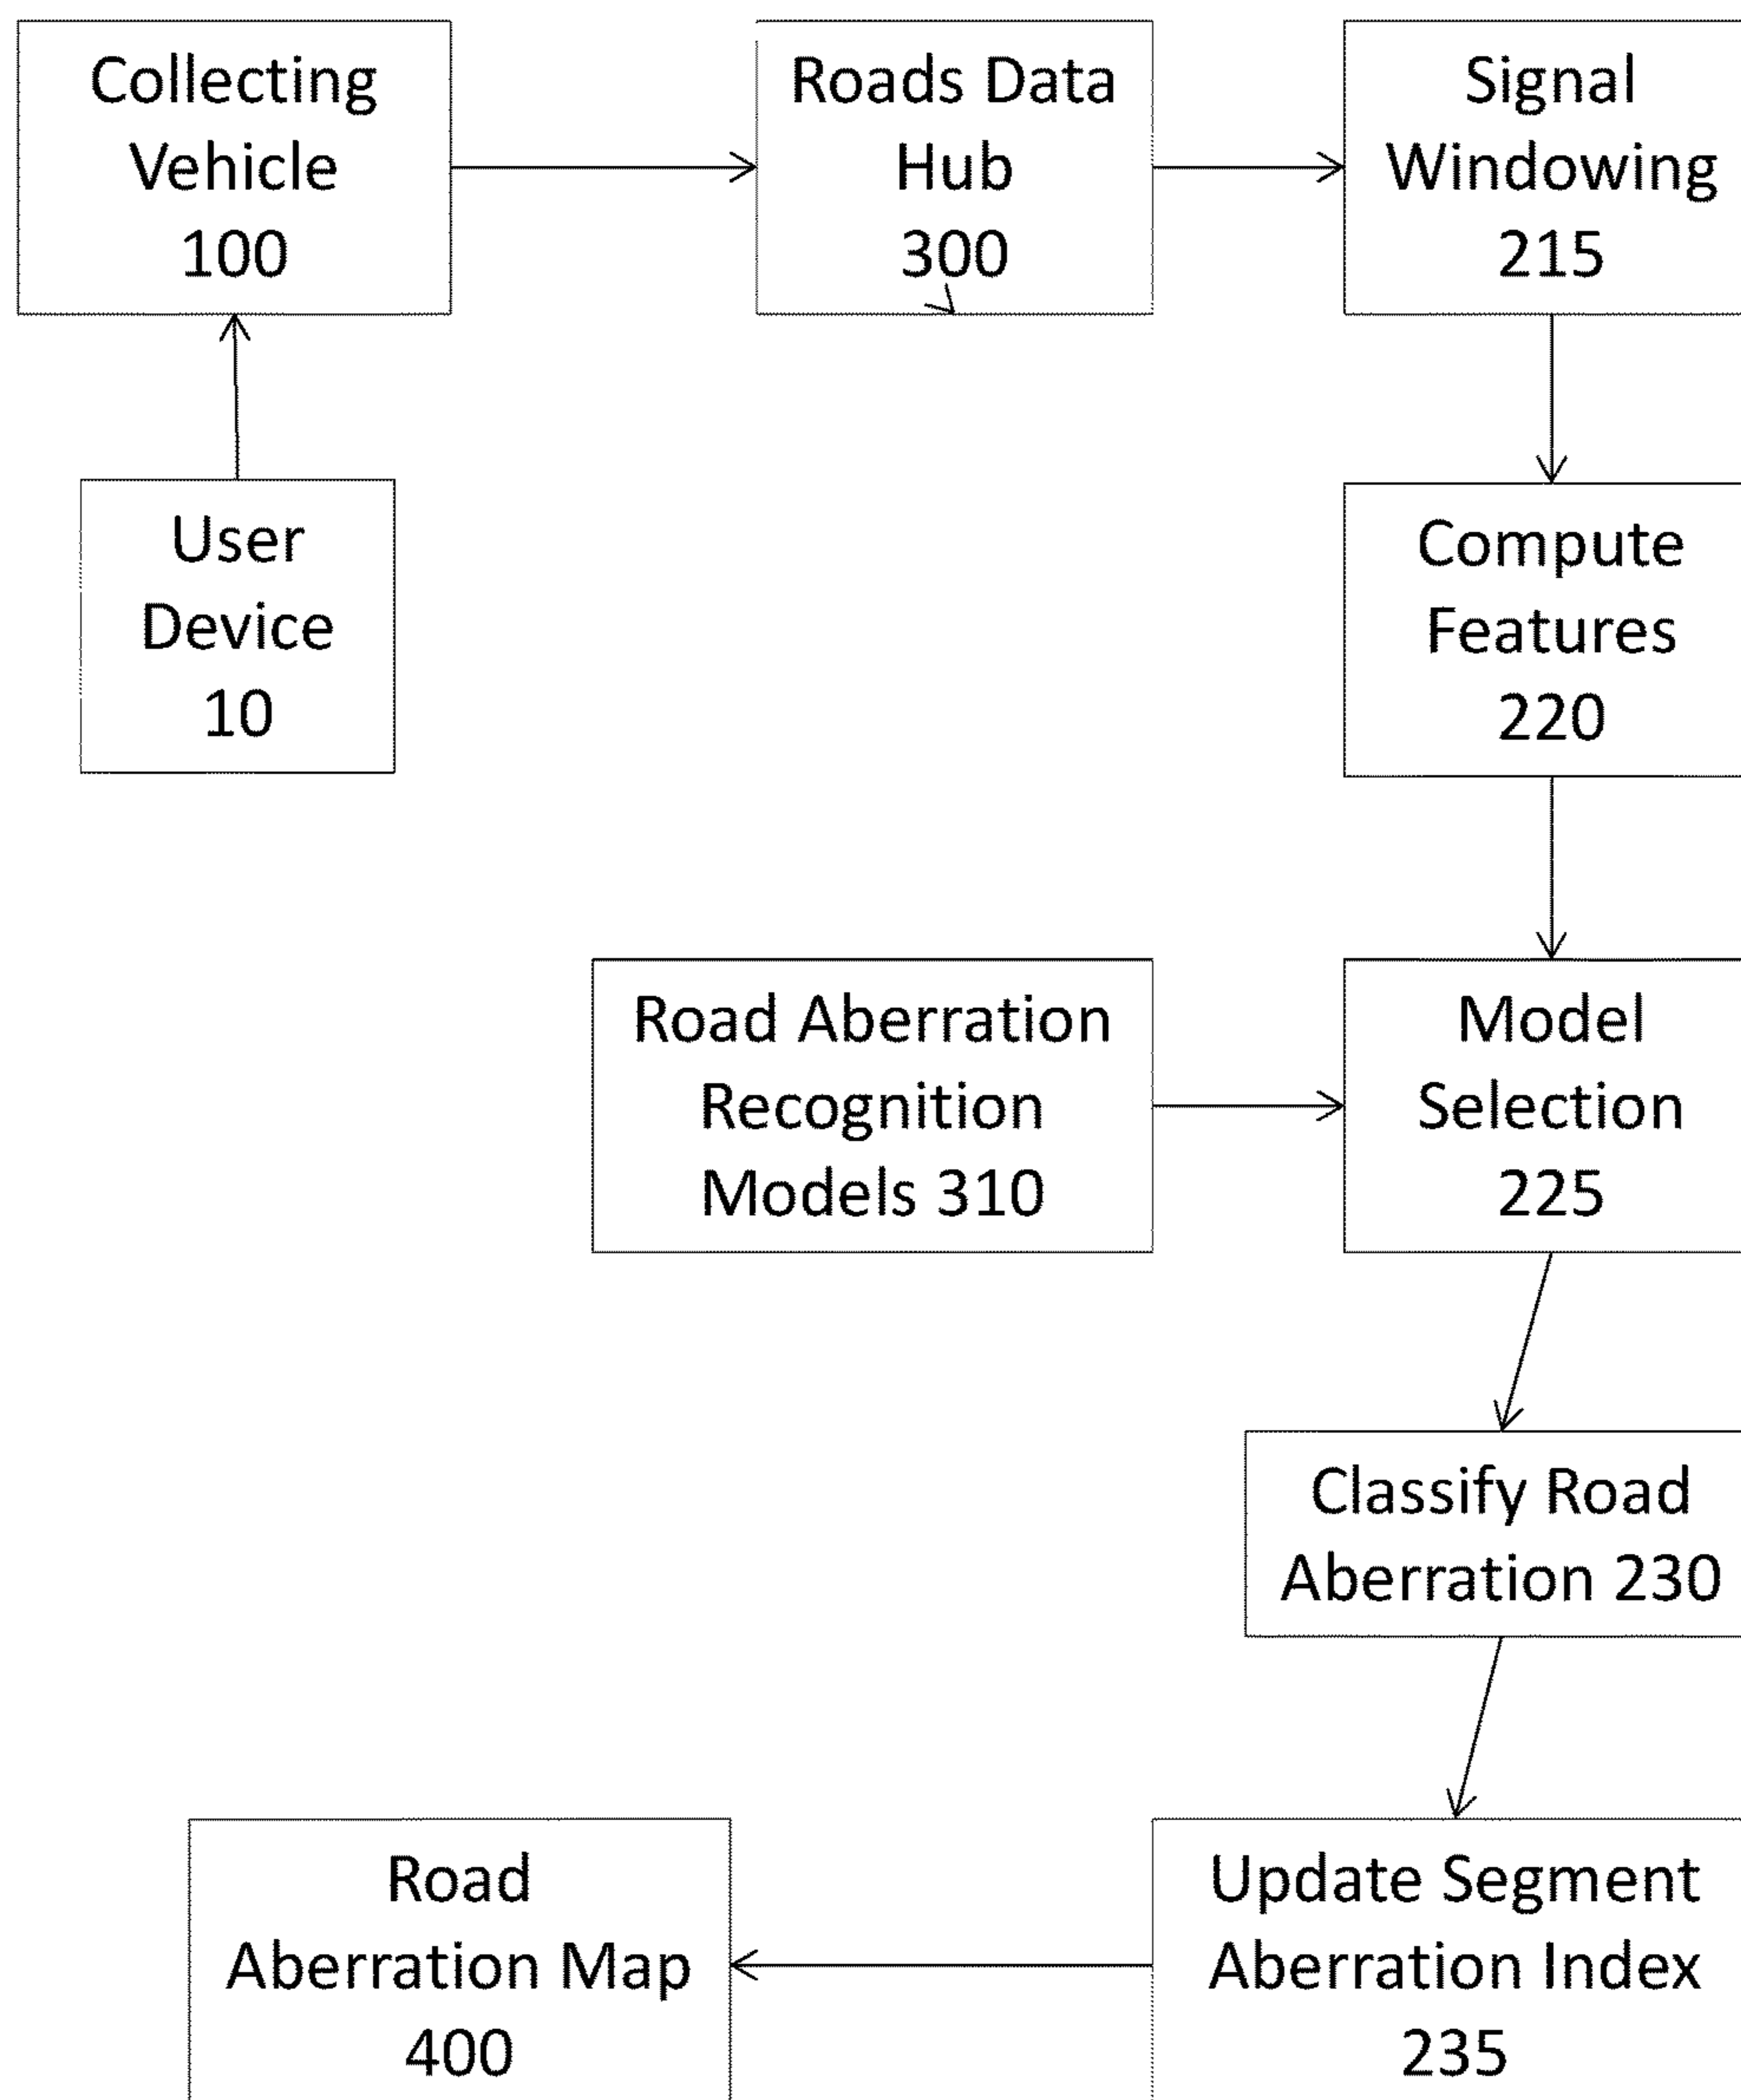 Collecting
Vehicle
100
Roads Data
Hub
300
Signal
Windowing
215
User
Device
10
Compute
Features
220
Road Aberration
Recognition
Models 310
Model
Selection
225
Classify Road
Aberration 230
Road
Aberration Map
400
Update Segment
Aberration Index
235